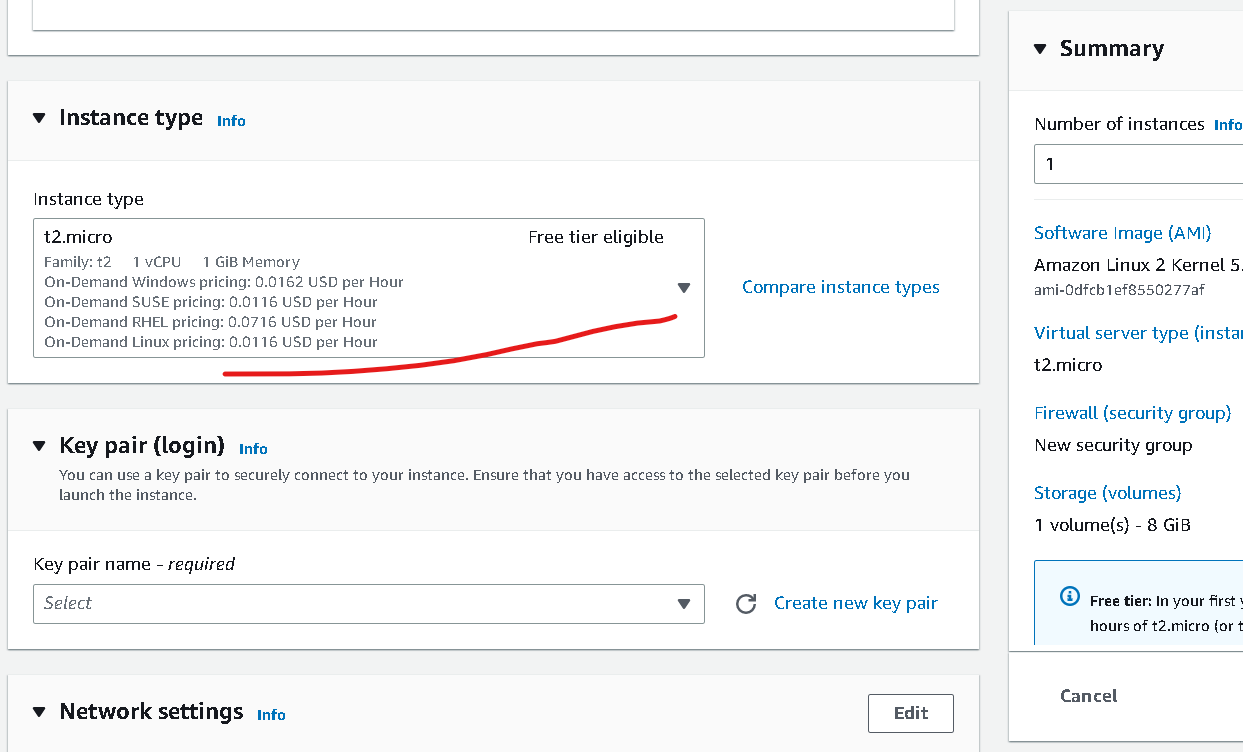 Instance type Info
Instance type
t2.micro Free tier eligible
Family: t2 1 vCPU 1 GiB Memory
On-Demand Windows pricing: 0.0162 USD per Hour
On-Demand SUSE pricing: 0.0116 USD per Hour
On-Demand RHEL pricing: 0.0716 USD per Hour
On-Demand Linux pricing: 0.0116 USD per Hour
Compare instance types
Key pair (login) Info
You can use a key pair to securely connect to your instance. Ensure that you have access to the selected key pair before you
launch the instance.
Key pair name - required
Select
Create new key pair
Network settings Info
Edit
Summary
Number of instances Info
1
Software Image (AMI)
Amazon Linux 2 Kernel 5.
ami-0dfcb1ef8550277af
Virtual server type (instan
t2.micro
Firewall (security group)
New security group
Storage (volumes)
1 volume(s) - 8 GiB
Free tier: In your first y
hours of t2.micro (or t
Cancel